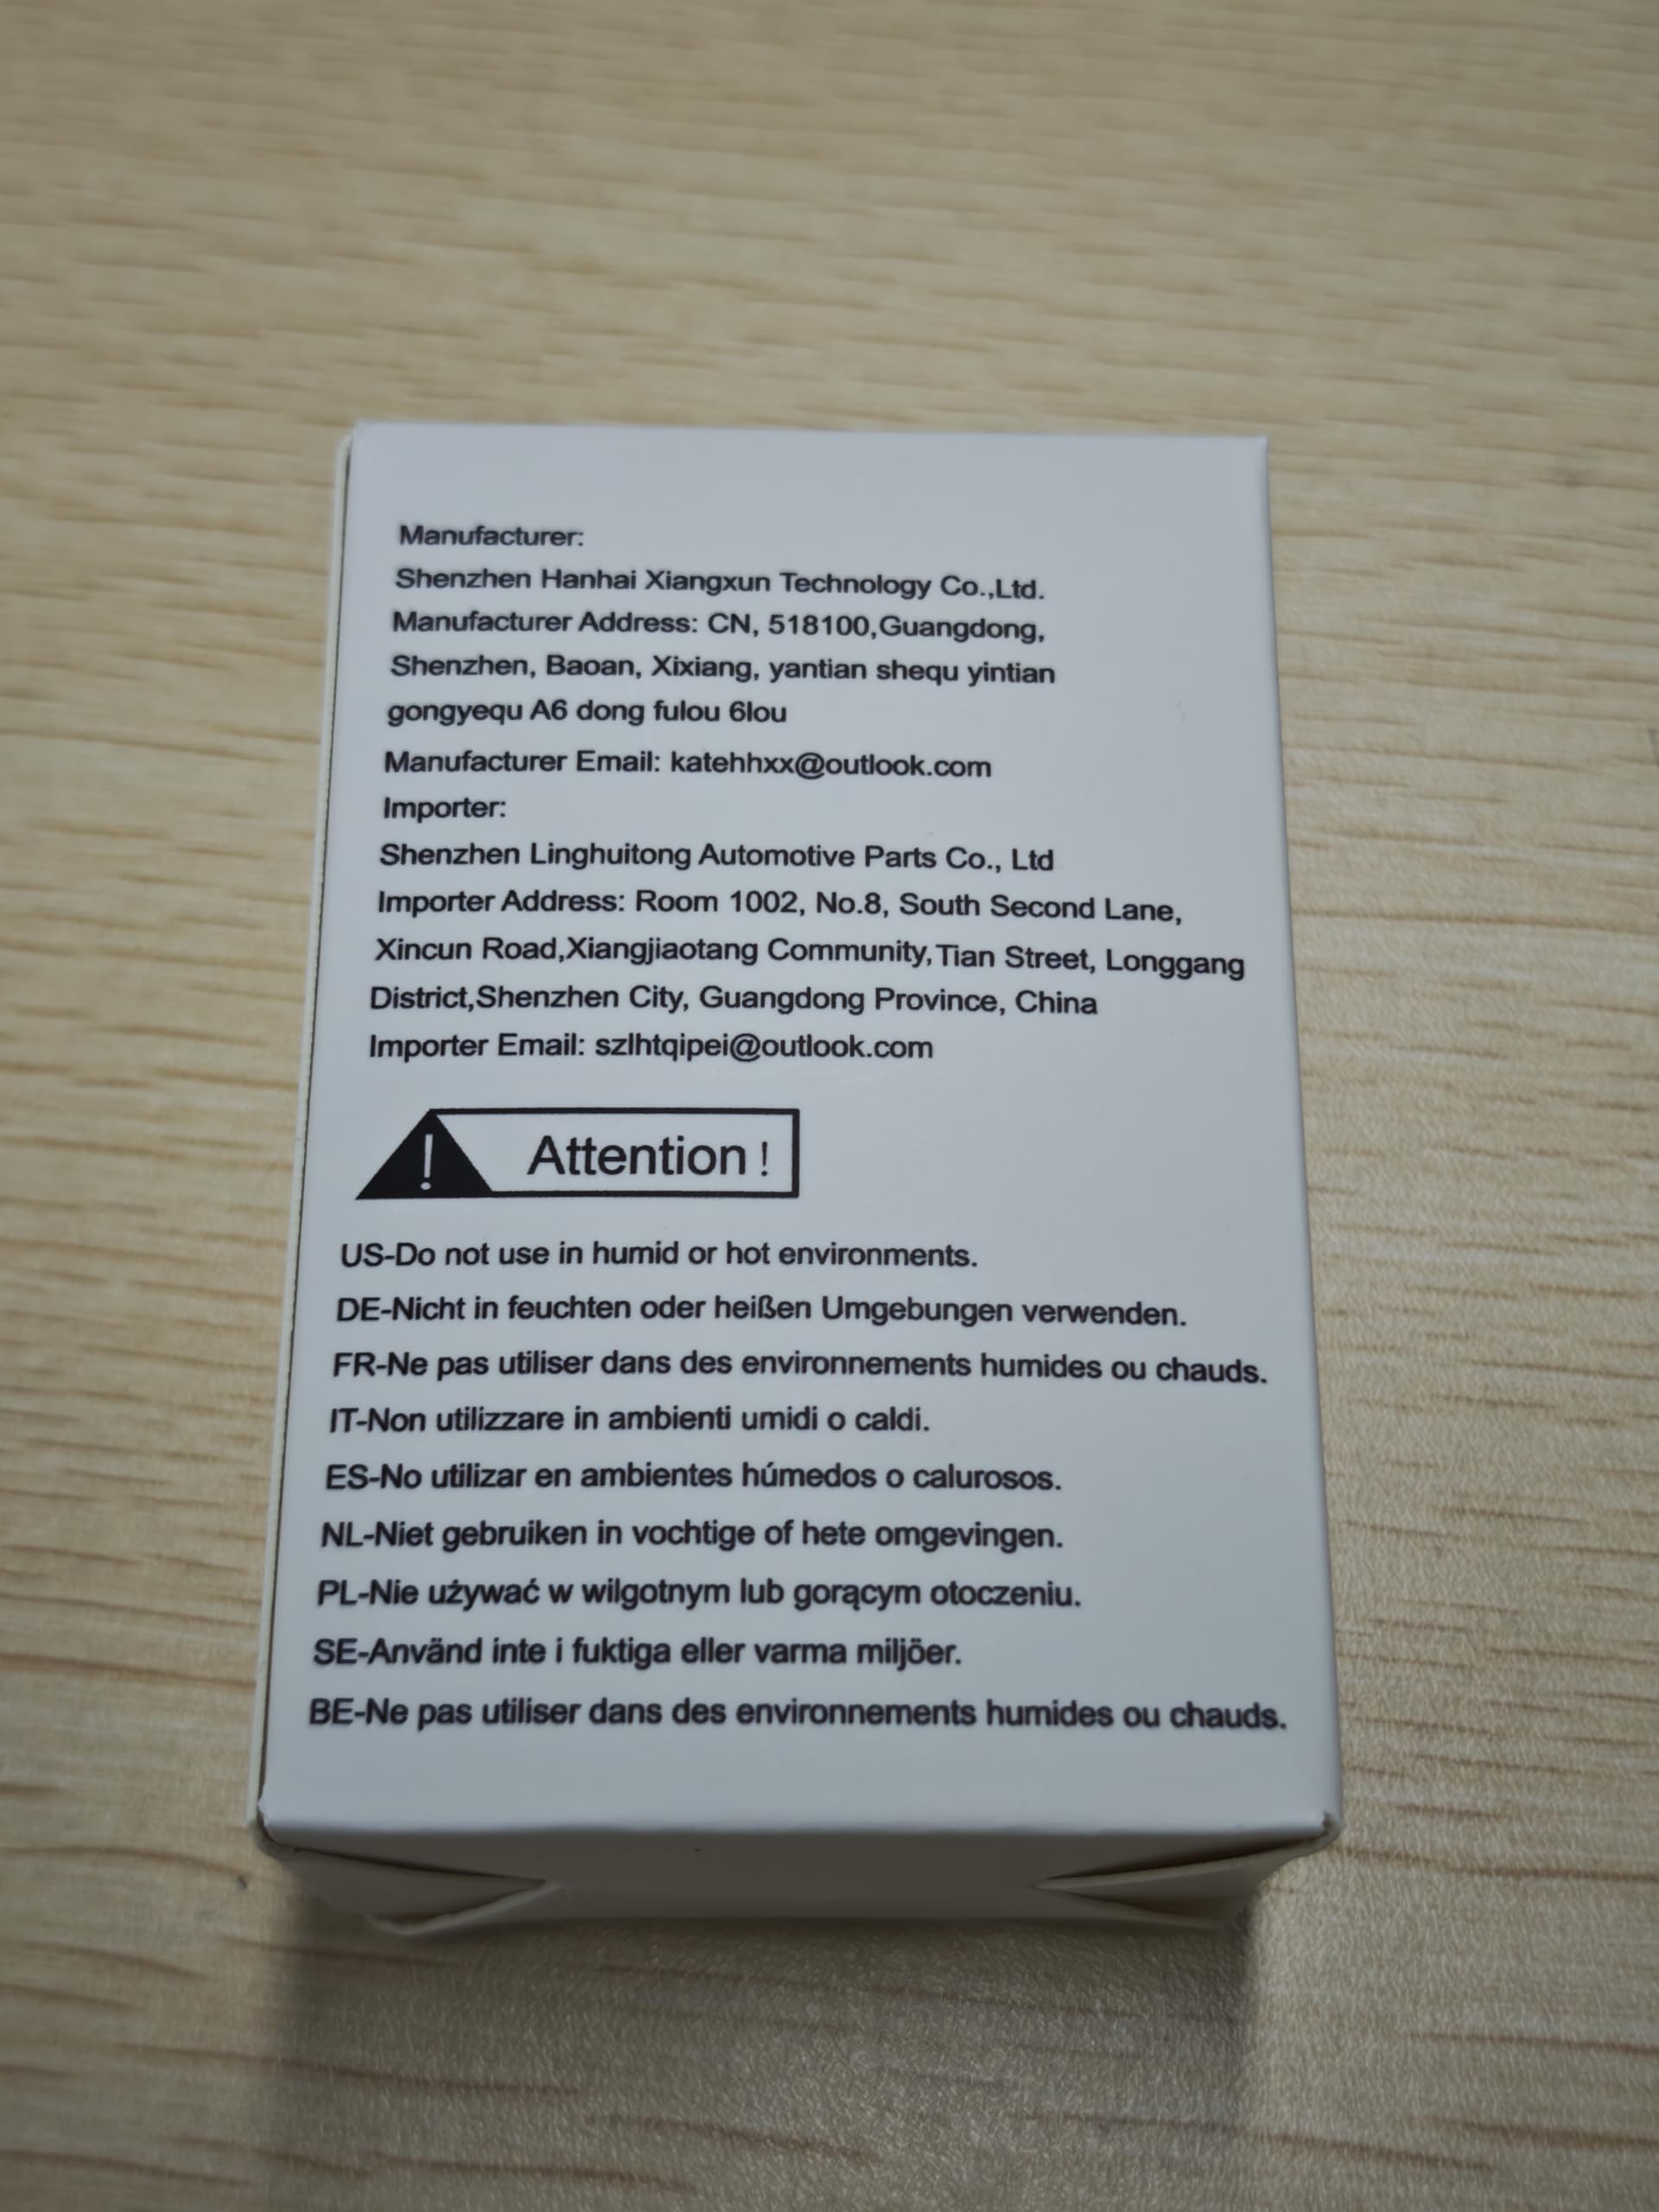 Manufacturer:
Shenzhen Hanhai Xiangxun Technology Co.,Ltd.
Manufacturer Address: CN, 518100,Guangdong,
Shenzhen, Baoan, Xixiang, yantian shequ yintian
gongyequ A6 dong fulou 6lou
Manufacturer Email: katehhxx@outlook.com
Importer:
Shenzhen Linghuitong Automotive Parts Co., Ltd
Importer Address: Room 1002, No.8, South Second Lane,
Xincun Road,Xiangjiaotang Community,Tian Street, Longgang
District,Shenzhen City, Guangdong Province, China
Importer Email: szlhtqipei@outlook.com
! Attention!
US-Do not use in humid or hot environments.
DE-Nicht in feuchten oder heißen Umgebungen verwenden.
FR-Ne pas utiliser dans des environnements humides ou chauds.
IT-Non utilizzare in ambienti umidi o caldi.
ES-No utilizar en ambientes húmedos o calurosos.
NL-Niet gebruiken in vochtige of hete omgevingen.
PL-Nie używać w wilgotnym lub gorącym otoczeniu.
SE-Använd inte i fuktiga eller varma miljöer.
BE-Ne pas utiliser dans des environnements humides ou chauds.